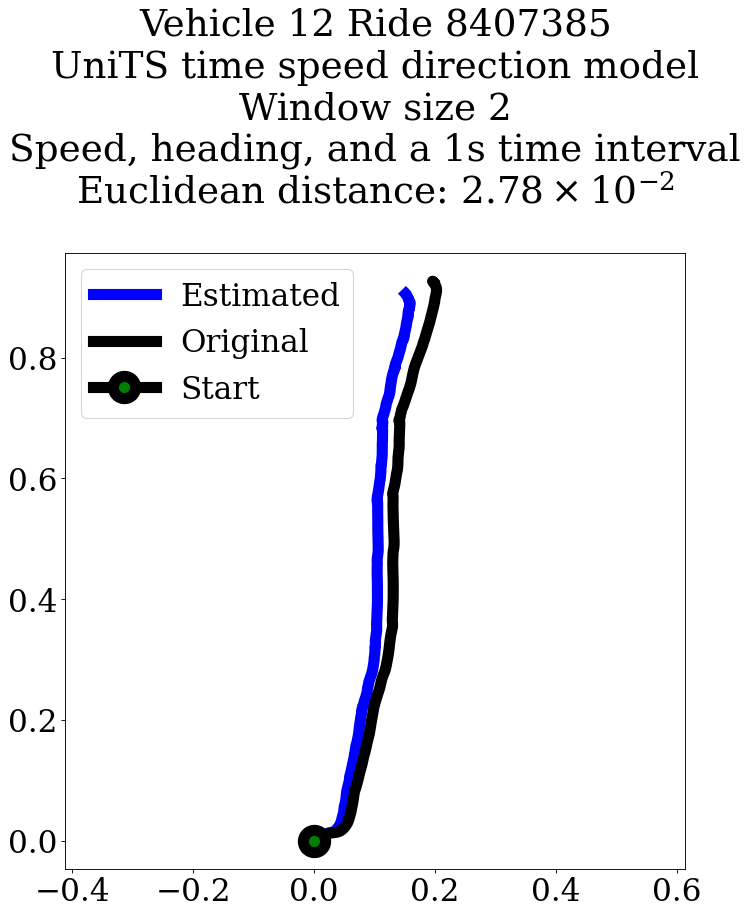 Vehicle 12 Ride 8407385
UniTS time speed direction model
Window size 2
Speed, heading, and a 1s time interval
Euclidean distance: 2.78 × 10⁻²
Estimated
Original
Start
0.8
0.6
0.4
0.2
0.0
−0.4 −0.2 0.0 0.2 0.4 0.6